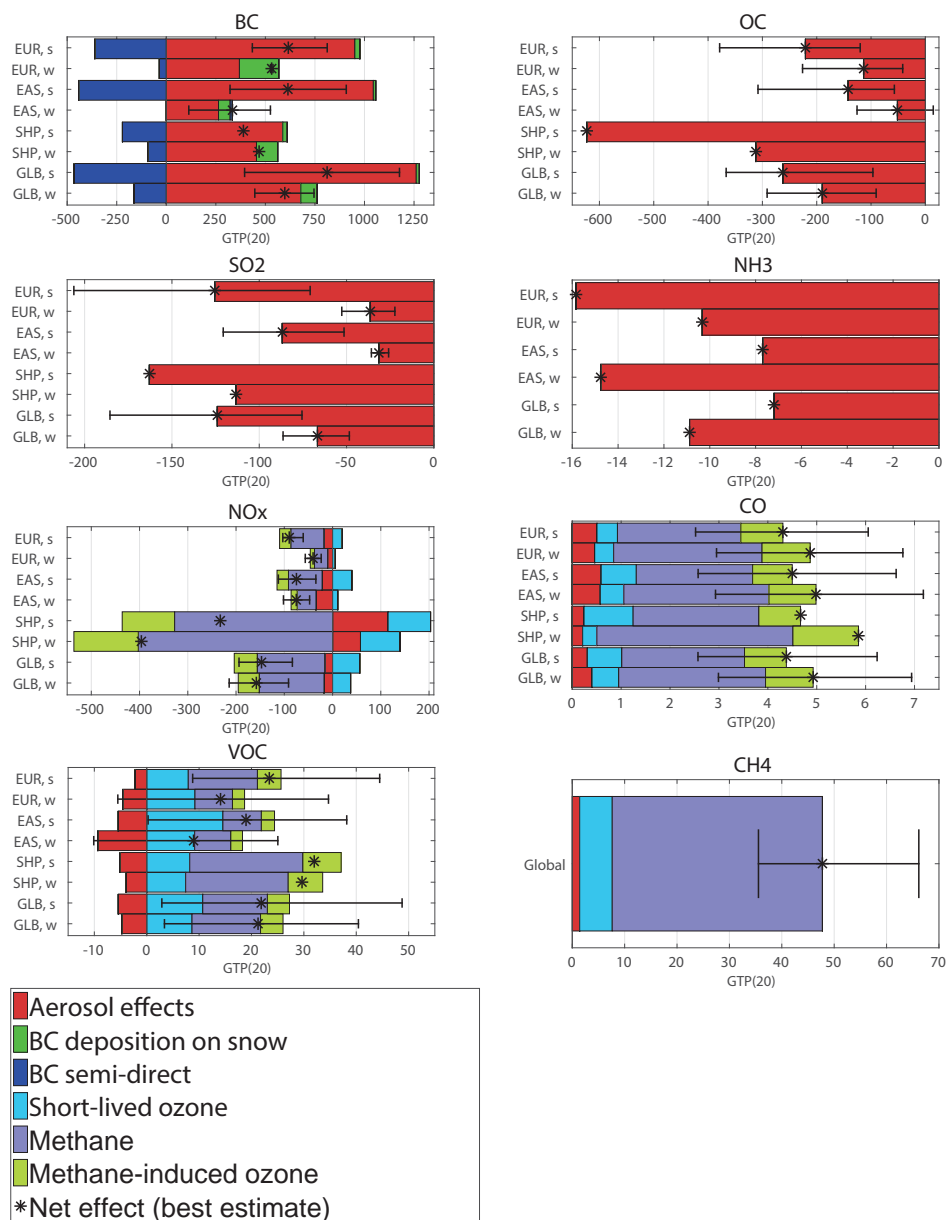 BC
EUR, s
EUR, w
EAS, s
EAS, w
SHP, s
SHP, w
GLB, s
GLB, w
-500 -250 0 250 500 750 1000 1250
GTP(20)
OC
EUR, s
EUR, w
EAS, s
EAS, w
SHP, s
SHP, w
GLB, s
GLB, w
-600 -500 -400 -300 -200 -100 0
GTP(20)
SO2
EUR, s
EUR, w
EAS, s
EAS, w
SHP, s
SHP, w
GLB, s
GLB, w
-200 -150 -100 -50 0
GTP(20)
NH3
EUR, s
EUR, w
EAS, s
EAS, w
GLB, s
GLB, w
-16 -14 -12 -10 -8 -6 -4 -2 0
GTP(20)
NOx
EUR, s
EUR, w
EAS, s
EAS, w
SHP, s
SHP, w
GLB, s
GLB, w
-500 -400 -300 -200 -100 0 100 200
GTP(20)
CO
EUR, s
EUR, w
EAS, s
EAS, w
SHP, s
SHP, w
GLB, s
GLB, w
0 1 2 3 4 5 6 7
GTP(20)
VOC
EUR, s
EUR, w
EAS, s
EAS, w
SHP, s
SHP, w
GLB, s
GLB, w
-10 0 10 20 30 40 50
GTP(20)
CH4
Global
0 10 20 30 40 50 60 70
GTP(20)
Aerosol effects
BC deposition on snow
BC semi-direct
Short-lived ozone
Methane
Methane-induced ozone
Net effect (best estimate)